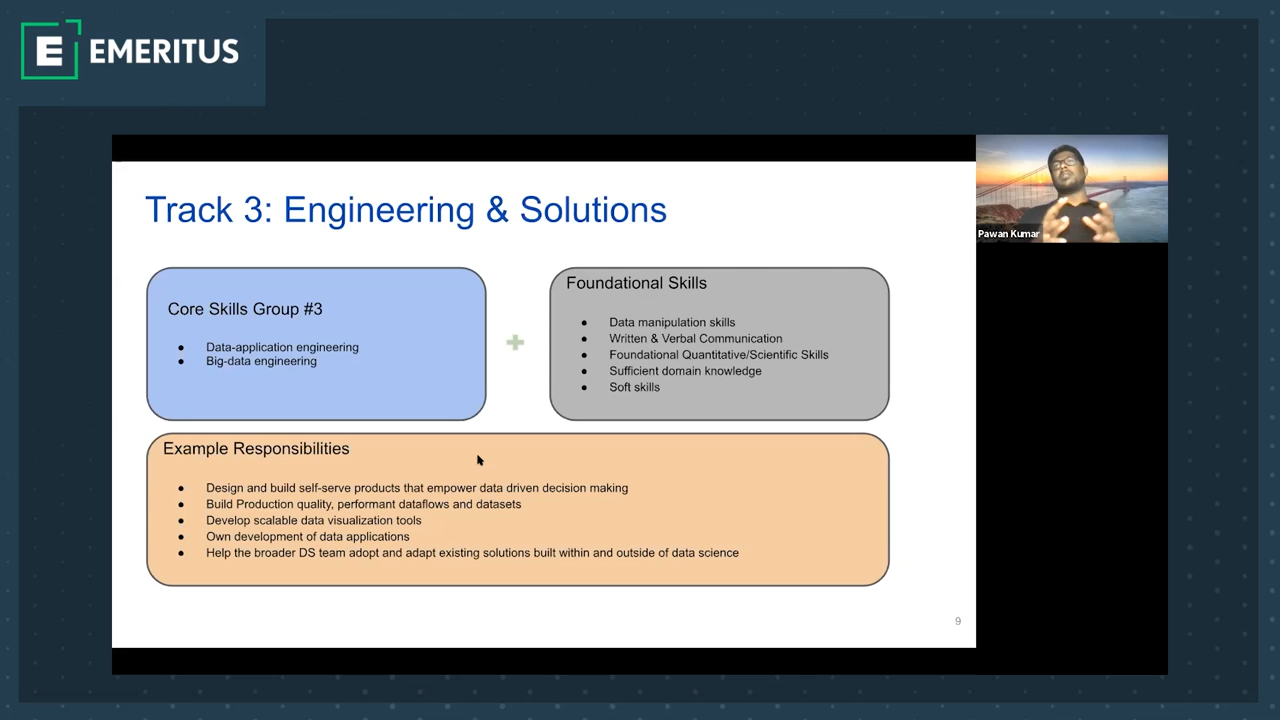 E EMERITUS
Track 3: Engineering & Solutions
Pawan Kumar
Core Skills Group #3
● Data-application engineering
● Big-data engineering
Foundational Skills
● Data manipulation skills
● Written & Verbal Communication
● Foundational Quantitative/Scientific Skills
● Sufficient domain knowledge
● Soft skills
Example Responsibilities
● Design and build self-serve products that empower data driven decision making
● Build Production quality, performant dataflows and datasets
● Develop scalable data visualization tools
● Own development of data applications
● Help the broader DS team adopt and adapt existing solutions built within and outside of data science
9